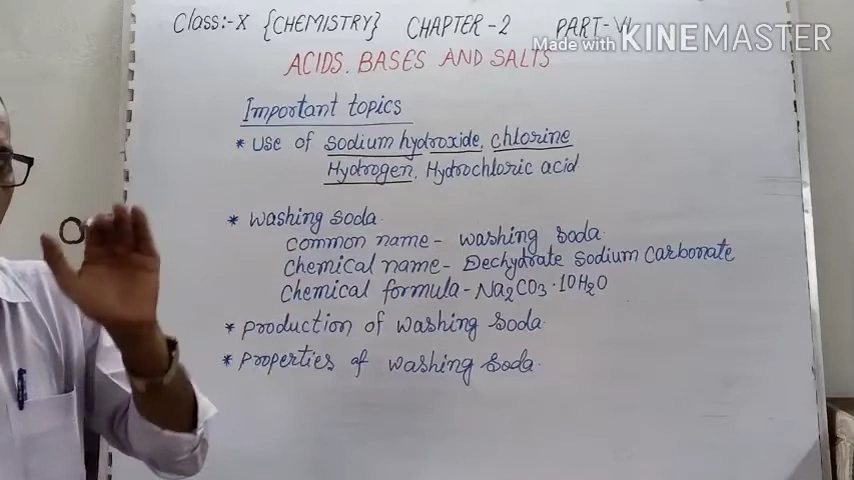 Class:- X {CHEMISTRY} CHAPTER - 2 PART - VI
Made with KINEMASTER
ACIDS. BASES AND SALTS
Important topics
* Use of sodium hydroxide, chlorine
Hydrogen, Hydrochloric acid
* Washing soda.
Common name - Washing soda.
Chemical name - Dechydrate Sodium Carbonate
Chemical formula - Na₂CO₃·10H₂O
* Production of washing soda.
* Properties of washing soda.